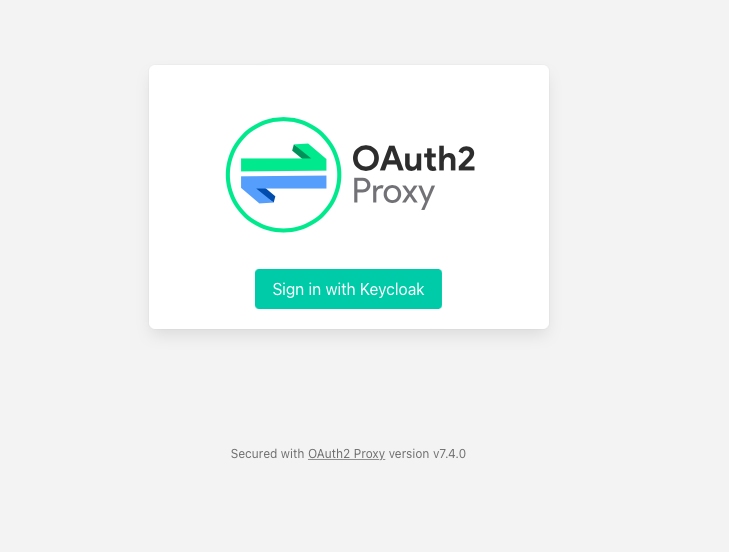 OAuth2
Proxy
Sign in with Keycloak
Secured with OAuth2 Proxy version v7.4.0